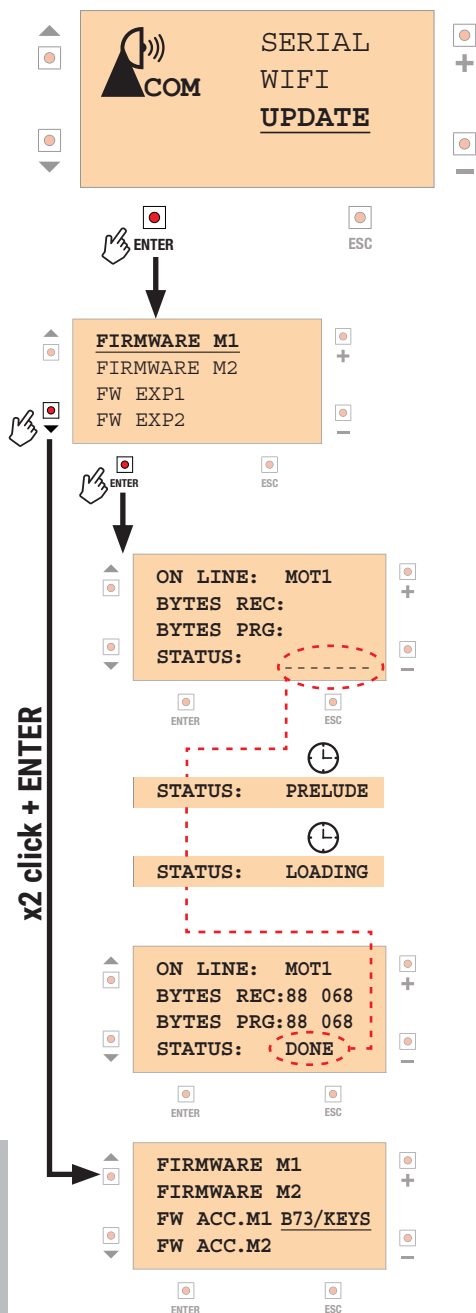 COM
SERIAL
WIFI
UPDATE
+
−
ENTER
ESC
FIRMWARE M1
FIRMWARE M2
FW EXP1
FW EXP2
+
−
ENTER
ESC
ON LINE: MOT1
BYTES REC:
BYTES PRG:
STATUS: _ _ _ _ _ _
+
−
ENTER
ESC
x2 click + ENTER
STATUS: PRELUDE
STATUS: LOADING
ON LINE: MOT1
BYTES REC:88 068
BYTES PRG:88 068
STATUS: DONE
+
−
ENTER
ESC
FIRMWARE M1
FIRMWARE M2
FW ACC.M1 B73/KEYS
FW ACC.M2
+
−
ENTER
ESC